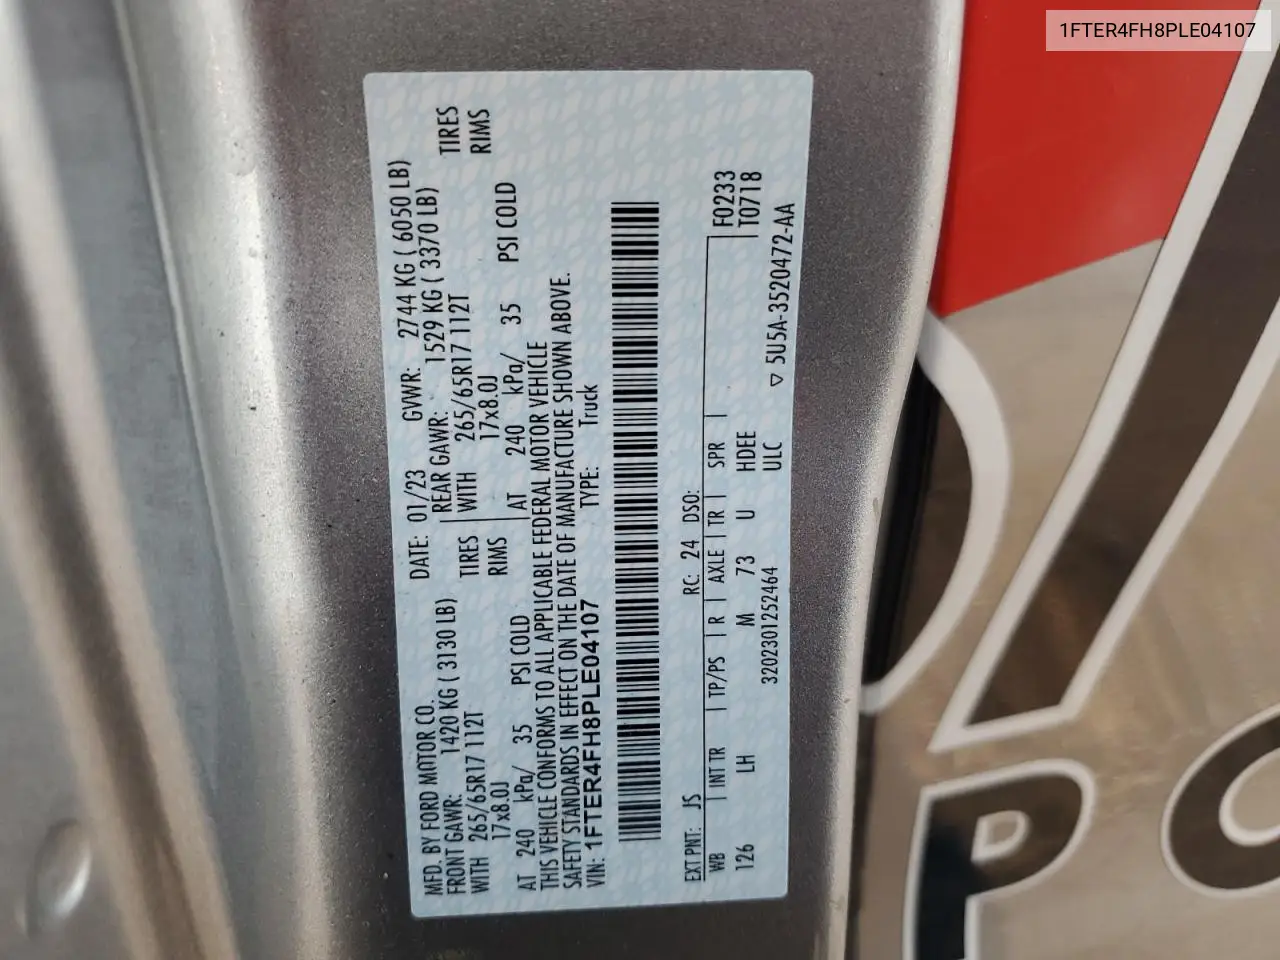 1FTER4FH8PLE04107
MFD. BY FORD MOTOR CO. DATE: 01/23 GVWR: 2744 KG ( 6050 LB)
FRONT GAWR: 1420 KG ( 3130 LB) REAR GAWR: 1529 KG ( 3370 LB)
WITH 265/65R17 112T TIRES WITH 265/65R17 112T TIRES
17x8.0J RIMS 17x8.0J RIMS
AT 240 kPa/ 35 PSI COLD AT 240 kPa/ 35 PSI COLD
THIS VEHICLE CONFORMS TO ALL APPLICABLE FEDERAL MOTOR VEHICLE
SAFETY STANDARDS IN EFFECT ON THE DATE OF MANUFACTURE SHOWN ABOVE.
VIN: 1FTER4FH8PLE04107 TYPE: Truck
EXT PNT: JS RC: 24 DSO: F0233
WB INT TR TP/PS R AXLE TR SPR T0718
126 LH M 73 U HDEE
3202301252464 ULC ▽ 5U5A-3520472-AA